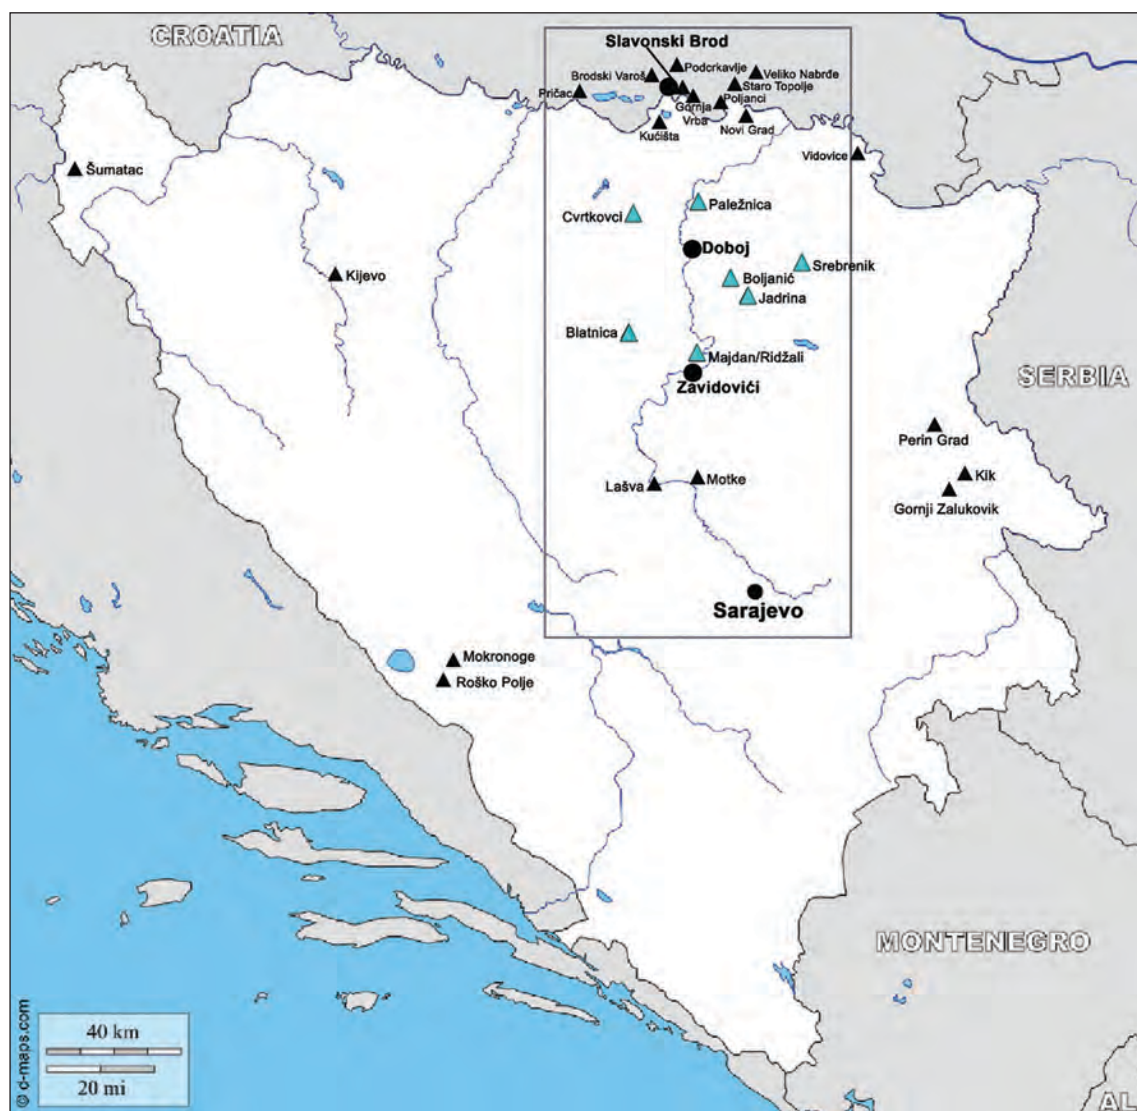 CROATIA
Slavonski Brod
Podcrkavlje
Brodski Varoš
Veliko Nabrđe
Staro Topolje
Pričac
Gornja
Vrba
Poljanci
Kućišta
Novi Grad
Vidovice
Šumatac
Paležnica
Cvrtkovci
Doboj
Srebrenik
Kijevo
Boljanić
Jadrina
Blatnica
Majdan/Ridžali
Zavidovići
SERBIA
Perin Grad
Kik
Motke
Lašva
Gornji Zalukovik
Sarajevo
Mokronoge
Roško Polje
MONTENEGRO
© d-maps.com
40 km
20 mi
AL